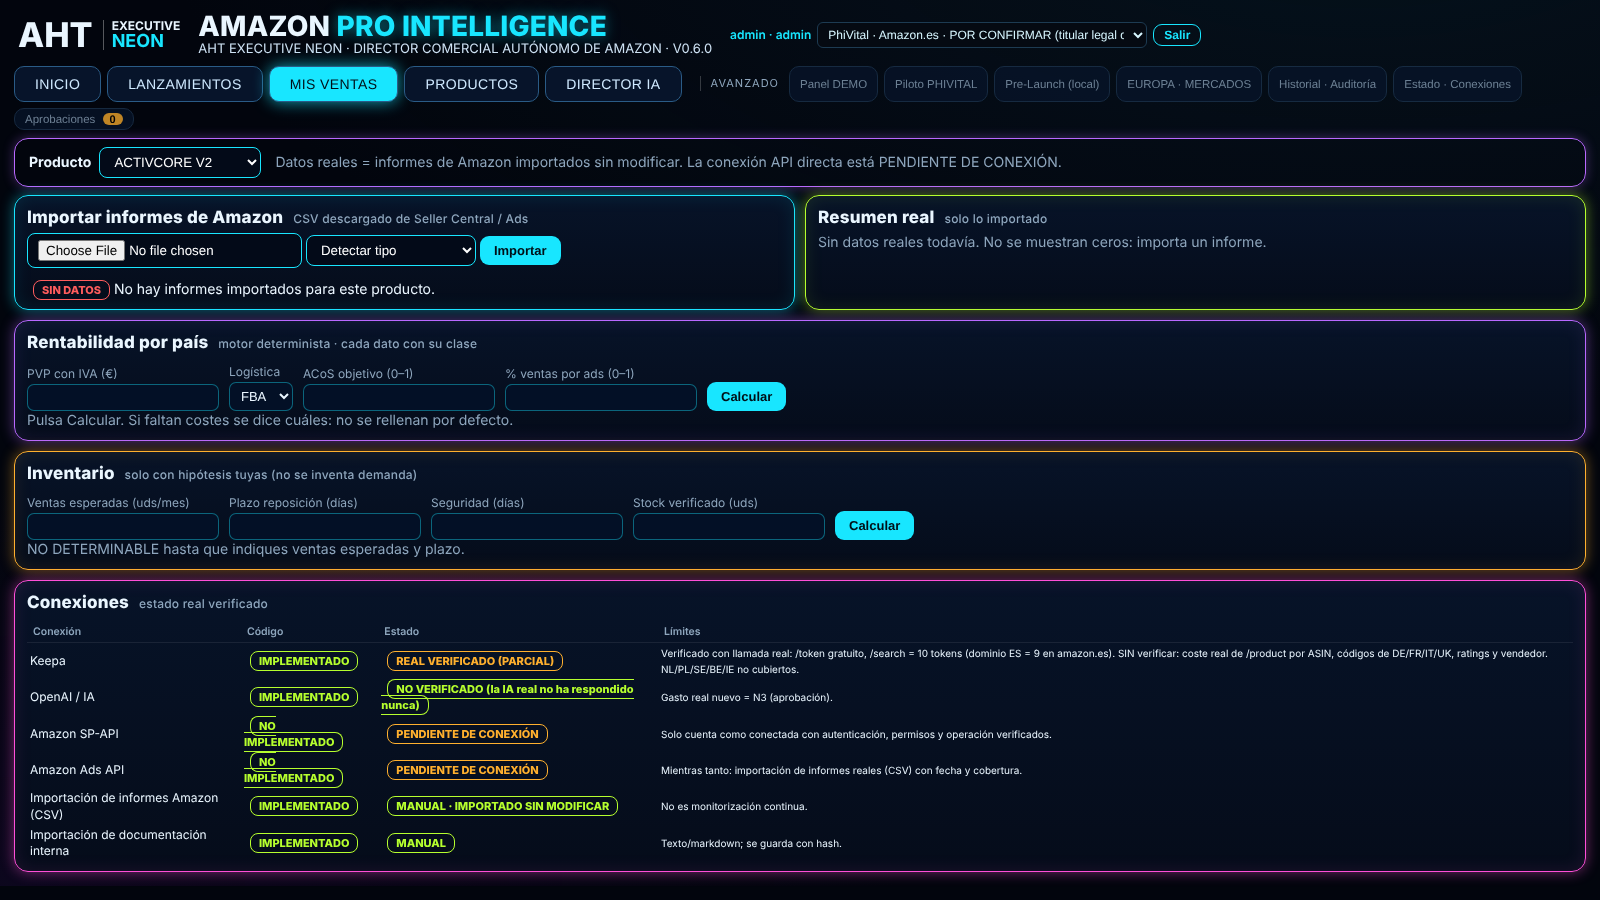 AHT EXECUTIVE NEON
AMAZON PRO INTELLIGENCE
AHT EXECUTIVE NEON · DIRECTOR COMERCIAL AUTÓNOMO DE AMAZON · V0.6.0
admin · admin
PhiVital · Amazon.es · POR CONFIRMAR (titular legal
Salir
INICIO LANZAMIENTOS MIS VENTAS PRODUCTOS DIRECTOR IA AVANZADO Panel DEMO Piloto PHIVITAL Pre-Launch (local) EUROPA · MERCADOS Historial · Auditoría Estado · Conexiones
Aprobaciones 0
Producto ACTIVCORE V2 Datos reales = informes de Amazon importados sin modificar. La conexión API directa está PENDIENTE DE CONEXIÓN.
Importar informes de Amazon CSV descargado de Seller Central / Ads
Choose File No file chosen Detectar tipo Importar
SIN DATOS No hay informes importados para este producto.
Resumen real solo lo importado
Sin datos reales todavía. No se muestran ceros: importa un informe.
Rentabilidad por país motor determinista · cada dato con su clase
PVP con IVA (€) Logística ACoS objetivo (0–1) % ventas por ads (0–1)
FBA Calcular
Pulsa Calcular. Si faltan costes se dice cuáles: no se rellenan por defecto.
Inventario solo con hipótesis tuyas (no se inventa demanda)
Ventas esperadas (uds/mes) Plazo reposición (días) Seguridad (días) Stock verificado (uds)
Calcular
NO DETERMINABLE hasta que indiques ventas esperadas y plazo.
Conexiones estado real verificado
Conexión Código Estado Límites
Keepa IMPLEMENTADO REAL VERIFICADO (PARCIAL) Verificado con llamada real: /token gratuito, /search = 10 tokens (dominio ES = 9 en amazon.es). SIN verificar: coste real de /product por ASIN, códigos de DE/FR/IT/UK, ratings y vendedor.
NL/PL/SE/BE/IE no cubiertos.
OpenAI / IA IMPLEMENTADO NO VERIFICADO (la IA real no ha respondido
nunca) Gasto real nuevo = N3 (aprobación).
Amazon SP-API NO
IMPLEMENTADO PENDIENTE DE CONEXIÓN Solo cuenta como conectada con autenticación, permisos y operación verificados.
Amazon Ads API NO
IMPLEMENTADO PENDIENTE DE CONEXIÓN Mientras tanto: importación de informes reales (CSV) con fecha y cobertura.
Importación de informes Amazon
(CSV) IMPLEMENTADO MANUAL · IMPORTADO SIN MODIFICAR No es monitorización continua.
Importación de documentación
interna IMPLEMENTADO MANUAL Texto/markdown; se guarda con hash.